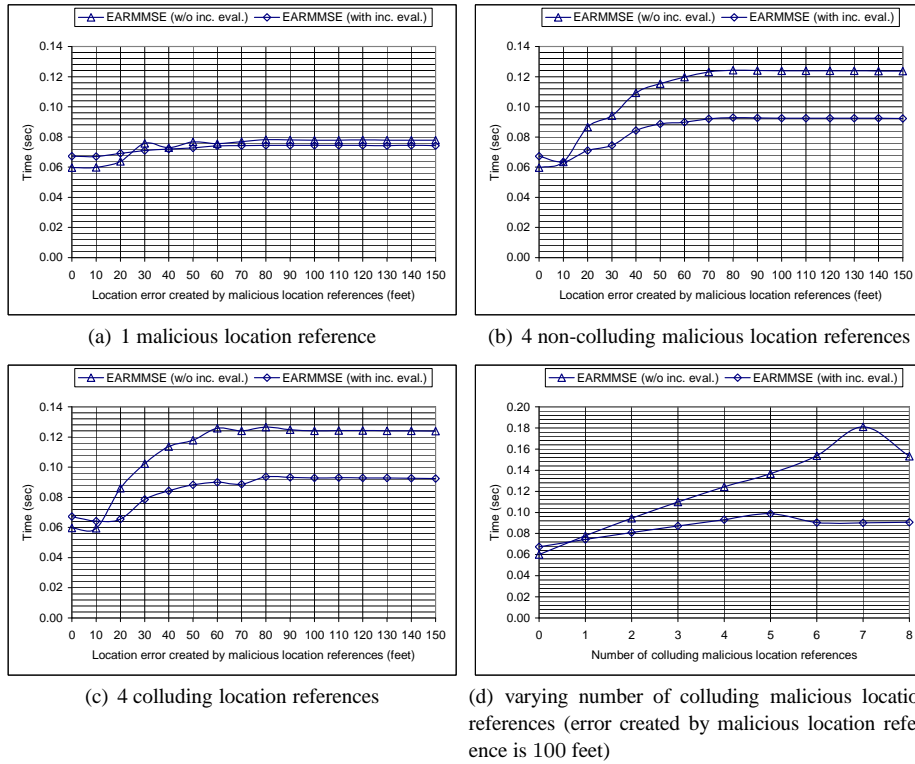 EARMMSE (w/o inc. eval.) EARMMSE (with inc. eval.)
0.14
0.12
0.10
0.08
0.06
0.04
0.02
0.00
Time (sec)
0 10 20 30 40 50 60 70 80 90 100 110 120 130 140 150
Location error created by malicious location references (feet)
(a) 1 malicious location reference
EARMMSE (w/o inc. eval.) EARMMSE (with inc. eval.)
0.14
0.12
0.10
0.08
0.06
0.04
0.02
0.00
Time (sec)
0 10 20 30 40 50 60 70 80 90 100 110 120 130 140 150
Location error created by malicious location references (feet)
(b) 4 non-colluding malicious location references
EARMMSE (w/o inc. eval.) EARMMSE (with inc. eval.)
0.14
0.12
0.10
0.08
0.06
0.04
0.02
0.00
Time (sec)
0 10 20 30 40 50 60 70 80 90 100 110 120 130 140 150
Location error created by malicious location references (feet)
(c) 4 colluding location references
EARMMSE (w/o inc. eval.) EARMMSE (with inc. eval.)
0.20
0.18
0.16
0.14
0.12
0.10
0.08
0.06
0.04
0.02
0.00
Time (sec)
0 1 2 3 4 5 6 7 8
Number of colluding malicious location references
(d) varying number of colluding malicious locatio
references (error created by malicious location refe
ence is 100 feet)